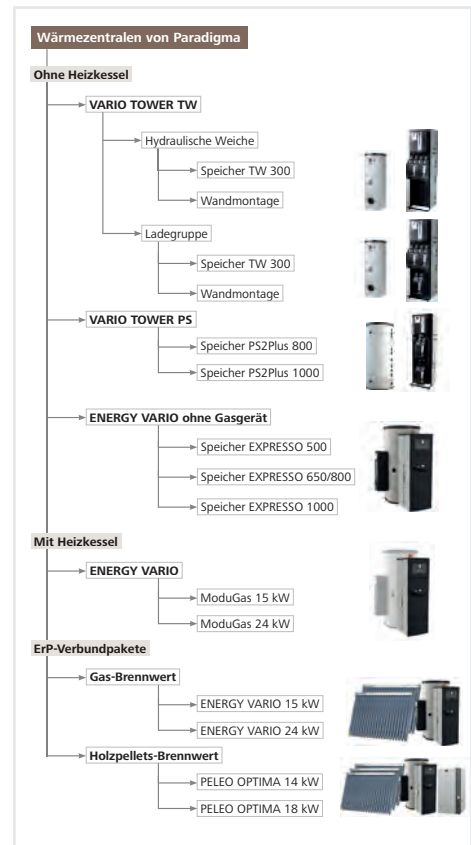 Wärmezentralen von Paradigma
Ohne Heizkessel
VARIO TOWER TW
Hydraulische Weiche
Speicher TW 300
Wandmontage
Ladegruppe
Speicher TW 300
Wandmontage
VARIO TOWER PS
Speicher PS2Plus 800
Speicher PS2Plus 1000
ENERGY VARIO ohne Gasgerät
Speicher EXPRESSO 500
Speicher EXPRESSO 650/800
Speicher EXPRESSO 1000
Mit Heizkessel
ENERGY VARIO
ModuGas 15 kW
ModuGas 24 kW
ErP-Verbundpakete
Gas-Brennwert
ENERGY VARIO 15 kW
ENERGY VARIO 24 kW
Holzpellets-Brennwert
PELEO OPTIMA 14 kW
PELEO OPTIMA 18 kW